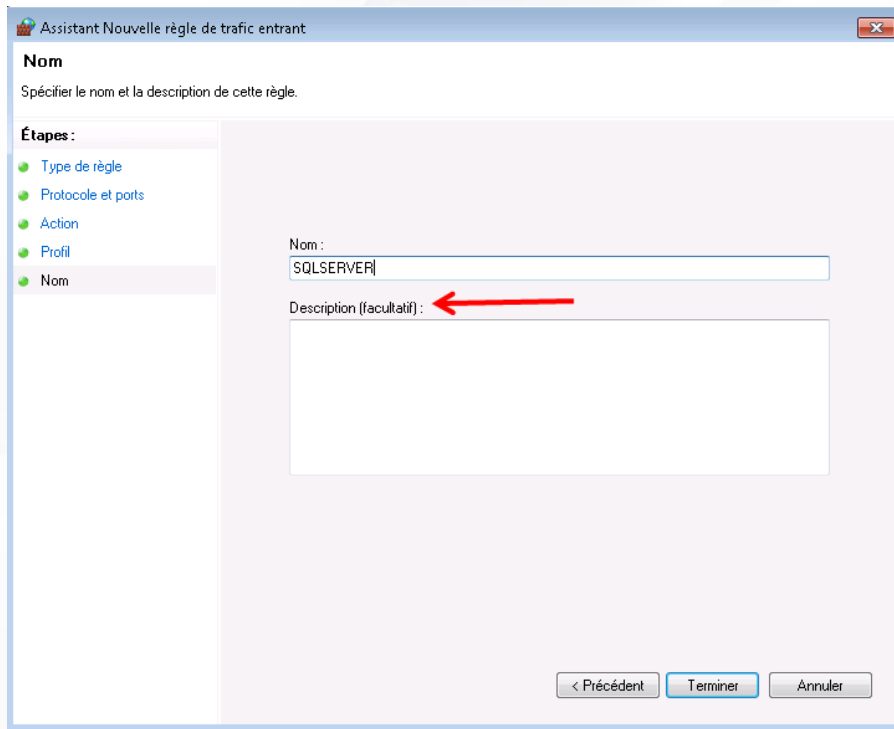 Assistant Nouvelle règle de trafic entrant
Nom
Spécifier le nom et la description de cette règle.
Étapes :
Type de règle
Protocole et ports
Action
Profil
Nom
Nom :
SQLSERVER
Description (facultatif) :
< Précédent
Terminer
Annuler